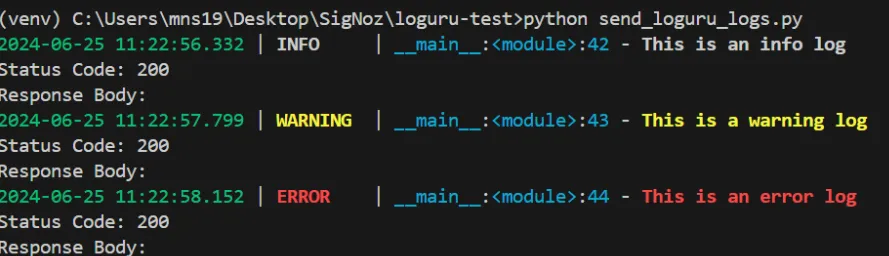 (venv) C:\Users\mns19\Desktop\SigNoz\loguru-test>python send_loguru_logs.py
2024-06-25 11:22:56.332 | INFO     | __main__:<module>:42 - This is an info log
Status Code: 200
Response Body:
2024-06-25 11:22:57.799 | WARNING  | __main__:<module>:43 - This is a warning log
Status Code: 200
Response Body:
2024-06-25 11:22:58.152 | ERROR    | __main__:<module>:44 - This is an error log
Status Code: 200
Response Body: